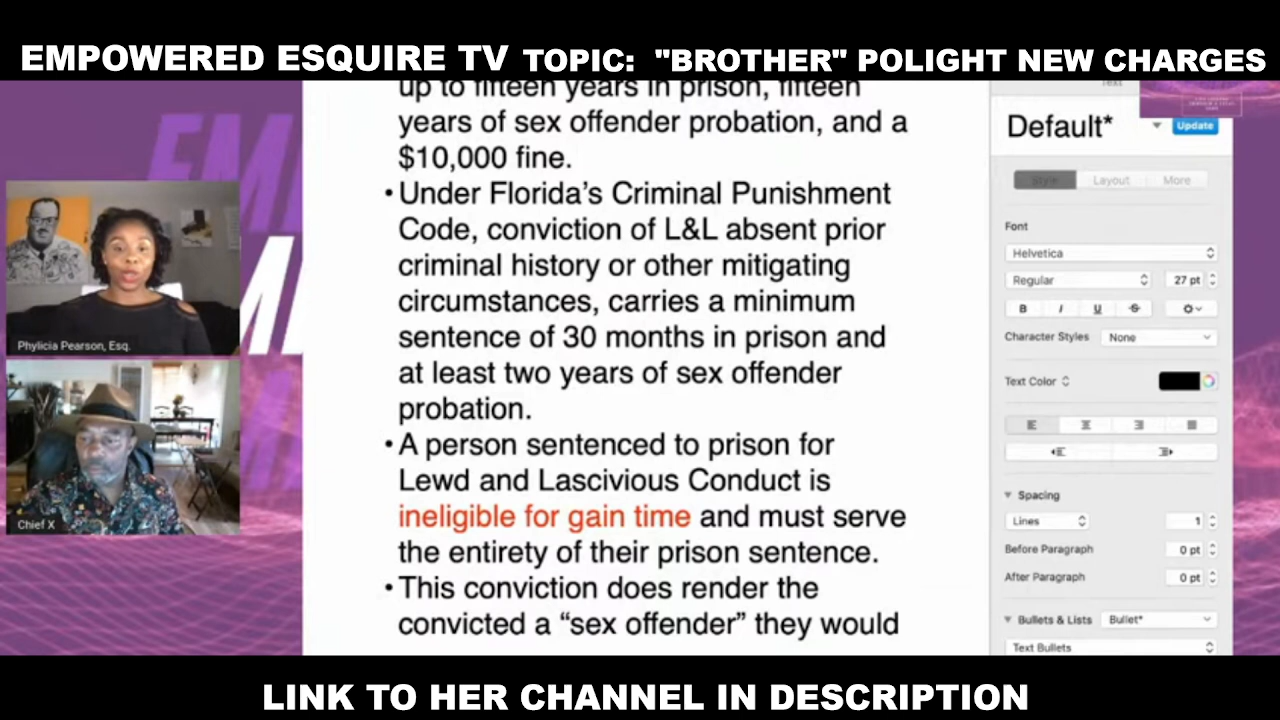 EMPOWERED ESQUIRE TV TOPIC: "BROTHER" POLIGHT NEW CHARGES
up to fifteen years in prison, fifteen
years of sex offender probation, and a
$10,000 fine.
• Under Florida’s Criminal Punishment
Code, conviction of L&L absent prior
criminal history or other mitigating
circumstances, carries a minimum
sentence of 30 months in prison and
at least two years of sex offender
probation.
• A person sentenced to prison for
Lewd and Lascivious Conduct is
ineligible for gain time and must serve
the entirety of their prison sentence.
• This conviction does render the
convicted a “sex offender” they would
Phylicia Pearson, Esq.
Chief X
Text
Default*
Update
Style Layout More
Font
Helvetica
Regular 27 pt
B I U S
Character Styles None
Text Color
Spacing
Lines 1
Before Paragraph 0 pt
After Paragraph 0 pt
Bullets & Lists Bullet*
Text Bullets
LINK TO HER CHANNEL IN DESCRIPTION